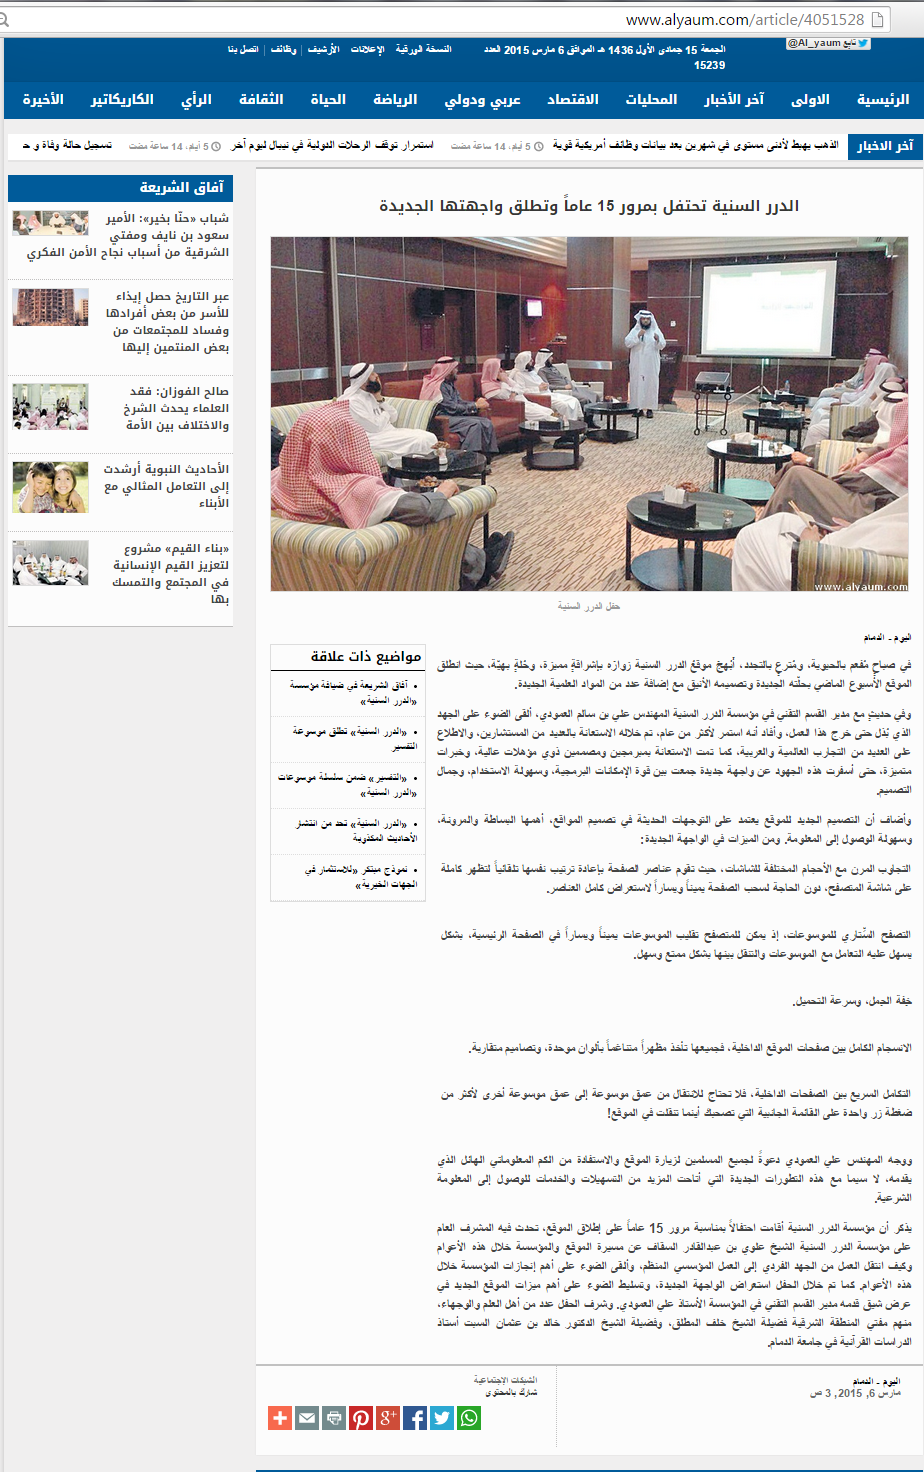 www.alyaum.com/article/4051528
تابع @Al_yaum
الجمعة 15 جمادى الأول 1436 هـ الموافق 6 مارس 2015 العدد
15239
النسخة الورقية
الإعلانات
الأرشيف | وظائف | اتصل بنا
الرئيسية
الاولى
آخر الأخبار
المحليات
الاقتصاد
عربي ودولي
الرياضة
الحياة
الثقافة
الرأي
الكاريكاتير
الأخيرة
آخر الاخبار
الذهب يهبط لأدنى مستوى في شهرين بعد بيانات وظائف أمريكية قوية
5 أيام، 14 ساعة مضت
استمرار توقف الرحلات الدولية في نيبال ليوم آخر
5 أيام، 14 ساعة مضت
تسجيل حالة وفاة و ح
الدرر السنية تحتفل بمرور 15 عاماً وتطلق واجهتها الجديدة
www.alyaum.com
حفل الدرر السنية
اليوم - الدمام
في صباحٍ مُفعم بالحيوية، ومُترعٍ بالتجدد، أَبْهجَ موقعُ الدرر السنية زوارَه بإشراقةٍ مميزة، وحُلةٍ بهيّة، حيث انطلق
الموقع الأسبوع الماضي بحلّته الجديدة وتصميمه الأنيق مع إضافة عدد من المواد العلمية الجديدة.
وفي حديثٍ مع مدير القسم التقني في مؤسسة الدرر السنية المهندس علي بن سالم العمودي، ألقى الضوء على الجهد
الذي بُذل حتى خرج هذا العمل، وأفاد أنه استمر لأكثر من عام، تم خلاله الاستعانة بالعديد من المستشارين، والاطلاع
على العديد من التجارب العالمية والعربية، كما تمت الاستعانة بمبرمجين ومصممين ذوي مؤهلات عالية، وخبرات
متميزة، حتى أسفرت هذه الجهود عن واجهة جديدة جمعت بين قوة الإمكانات البرمجية، وسهولة الاستخدام، وجمال
التصميم.
وأضاف أن التصميم الجديد للموقع يعتمد على التوجهات الحديثة في تصميم المواقع، أهمها البساطة والمرونة،
وسهولة الوصول إلى المعلومة. ومن الميزات في الواجهة الجديدة:
التجاوب المرن مع الأحجام المختلفة للشاشات، حيث تقوم عناصر الصفحة بإعادة ترتيب نفسها تلقائياً لتظهر كاملة
على شاشة المتصفح، دون الحاجة لسحب الصفحة يميناً ويساراً لاستعراض كامل العناصر.
التصفح السِّتاري للموسوعات، إذ يمكن للمتصفح تقليب الموسوعات يميناً ويساراً في الصفحة الرئيسية، بشكل
يسهل عليه التعامل مع الموسوعات والتنقل بينها بشكل ممتع وسهل.
خِفة الحِمل، وسرعة التحميل.
الانسجام الكامل بين صفحات الموقع الداخلية، فجميعها تأخذ مظهراً متناغماً بألوان موحدة، وتصاميم متقاربة.
التكامل السريع بين الصفحات الداخلية، فلا تحتاج للانتقال من عمق موسوعة إلى عمق موسوعة أخرى لأكثر من
ضغطة زر واحدة على القائمة الجانبية التي تصحبك أينما تنقلت في الموقع!
ووجه المهندس علي العمودي دعوةً لجميع المسلمين لزيارة الموقع والاستفادة من الكم المعلوماتي الهائل الذي
يقدمه، لا سيما مع هذه التطورات الجديدة التي أتاحت المزيد من التسهيلات والخدمات للوصول إلى المعلومة
الشرعية.
يذكر أن مؤسسة الدرر السنية أقامت احتفالاً بمناسبة مرور 15 عاماً على إطلاق الموقع، تحدث فيه المشرف العام
على مؤسسة الدرر السنية الشيخ علوي بن عبدالقادر السقاف عن مسيرة الموقع والمؤسسة خلال هذه الأعوام
وكيف انتقل العمل من الجهد الفردي إلى العمل المؤسسي المنظم، وألقى الضوء على أهم إنجازات المؤسسة خلال
هذه الأعوام. كما تم خلال الحفل استعراض الواجهة الجديدة، وتسليط الضوء على أهم ميزات الموقع الجديد في
عرض شيق قدمه مدير القسم التقني في المؤسسة الأستاذ علي العمودي. وشرف الحفل عدد من أهل العلم والوجهاء،
منهم مفتي المنطقة الشرقية فضيلة الشيخ خلف المطلق، وفضيلة الشيخ الدكتور خالد بن عثمان السبت أستاذ
الدراسات القرآنية في جامعة الدمام.
مواضيع ذات علاقة
• آفاق الشريعة في ضيافة مؤسسة
«الدرر السنية»
• «الدرر السنية» تطلق موسوعة
التفسير
• «التفسير» ضمن سلسلة موسوعات
«الدرر السنية»
• «الدرر السنية» تحد من انتشار
الأحاديث المكذوبة
• نموذج مبتكر «للاستثمار في
الجهات الخيرية»
آفاق الشريعة
شباب «حنّا بخير»: الأمير
سعود بن نايف ومفتي
الشرقية من أسباب نجاح الأمن الفكري
عبر التاريخ حصل إيذاء
للأسر من بعض أفرادها
وفساد للمجتمعات من
بعض المنتمين إليها
صالح الفوزان: فقد
العلماء يحدث الشرخ
والاختلاف بين الأمة
الأحاديث النبوية أرشدت
إلى التعامل المثالي مع
الأبناء
«بناء القيم» مشروع
لتعزيز القيم الإنسانية
في المجتمع والتمسك
بها
اليوم - الدمام
مارس 6, 2015, 3 ص
الشبكات الإجتماعية
شارك بالمحتوى